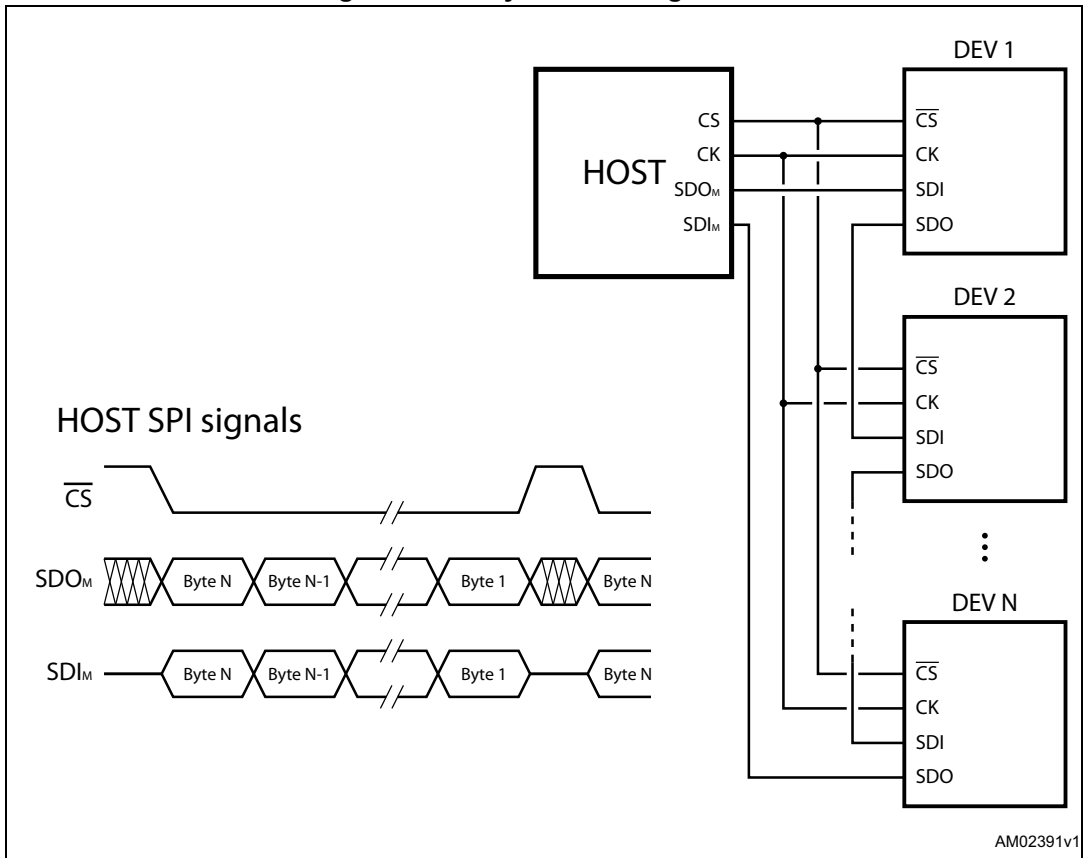 DEV 1
CS
CK
SDOM
SDIM
HOST
CS
CK
SDI
SDO
DEV 2
CS
CK
SDI
SDO
DEV N
CS
CK
SDI
SDO
HOST SPI signals
CS
SDOM Byte N Byte N-1 Byte 1 Byte N
SDIM Byte N Byte N-1 Byte 1 Byte N
AM02391v1